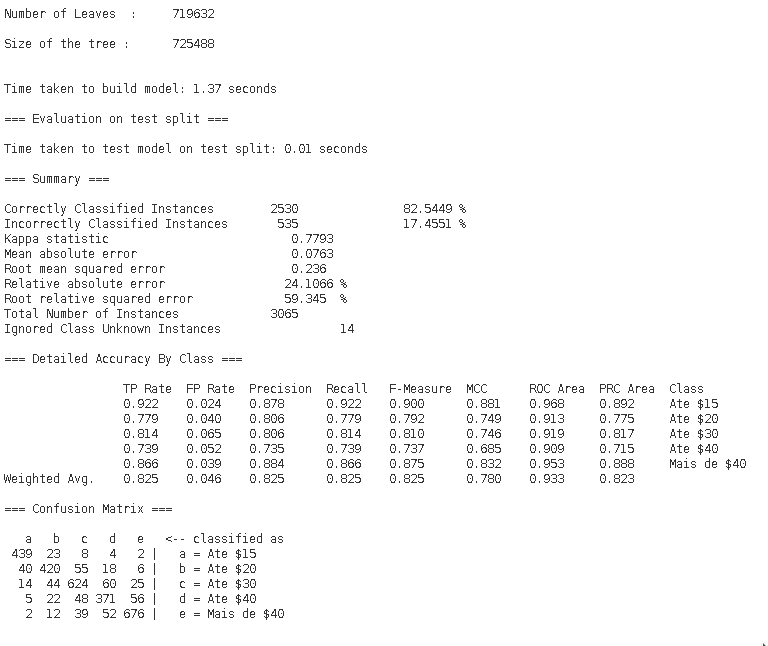 Number of Leaves  :     719632
Size of the tree :      725488
Time taken to build model: 1.37 seconds
=== Evaluation on test split ===
Time taken to test model on test split: 0.01 seconds
=== Summary ===
Correctly Classified Instances        2530               82.5449 %
Incorrectly Classified Instances       535               17.4551 %
Kappa statistic                          0.7793
Mean absolute error                      0.0763
Root mean squared error                  0.236
Relative absolute error                 24.1066 %
Root relative squared error             59.345  %
Total Number of Instances             3065
Ignored Class Unknown Instances                 14
=== Detailed Accuracy By Class ===
                 TP Rate  FP Rate  Precision  Recall   F-Measure  MCC      ROC Area  PRC Area  Class
                 0.922    0.024    0.878      0.922    0.900      0.881    0.968     0.892     Ate $15
                 0.779    0.040    0.806      0.779    0.792      0.749    0.913     0.775     Ate $20
                 0.814    0.065    0.806      0.814    0.810      0.746    0.919     0.817     Ate $30
                 0.739    0.052    0.735      0.739    0.737      0.685    0.909     0.715     Ate $40
                 0.866    0.039    0.884      0.866    0.875      0.832    0.953     0.888     Mais de $40
Weighted Avg.    0.825    0.046    0.825      0.825    0.825      0.780    0.933     0.823
=== Confusion Matrix ===
   a   b   c   d   e   <-- classified as
 439  23   8   4   2 |   a = Ate $15
  40 420  55  18   6 |   b = Ate $20
  14  44 624  60  25 |   c = Ate $30
   5  22  48 371  56 |   d = Ate $40
   2  12  39  52 676 |   e = Mais de $40